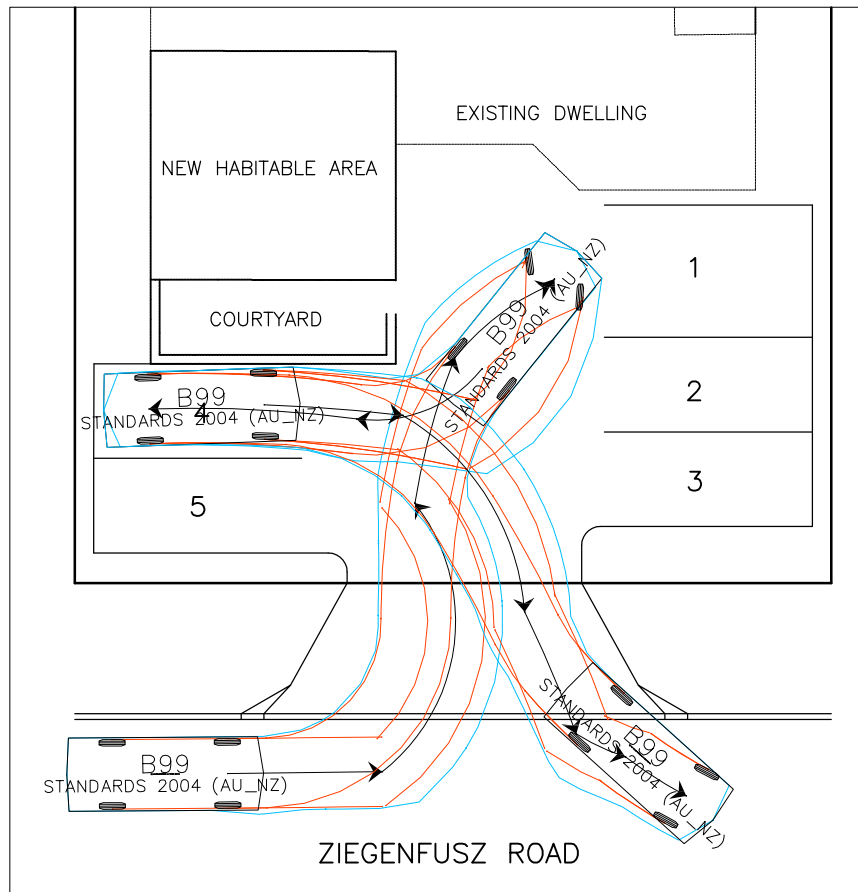 EXISTING DWELLING
NEW HABITABLE AREA
1
B99
STANDARDS 2004 (AU_NZ)
COURTYARD
2
B99
4
STANDARDS 2004 (AU_NZ)
3
5
B99
STANDARDS 2004 (AU_NZ)
B99
STANDARDS 2004 (AU_NZ)
ZIEGENFUSZ ROAD